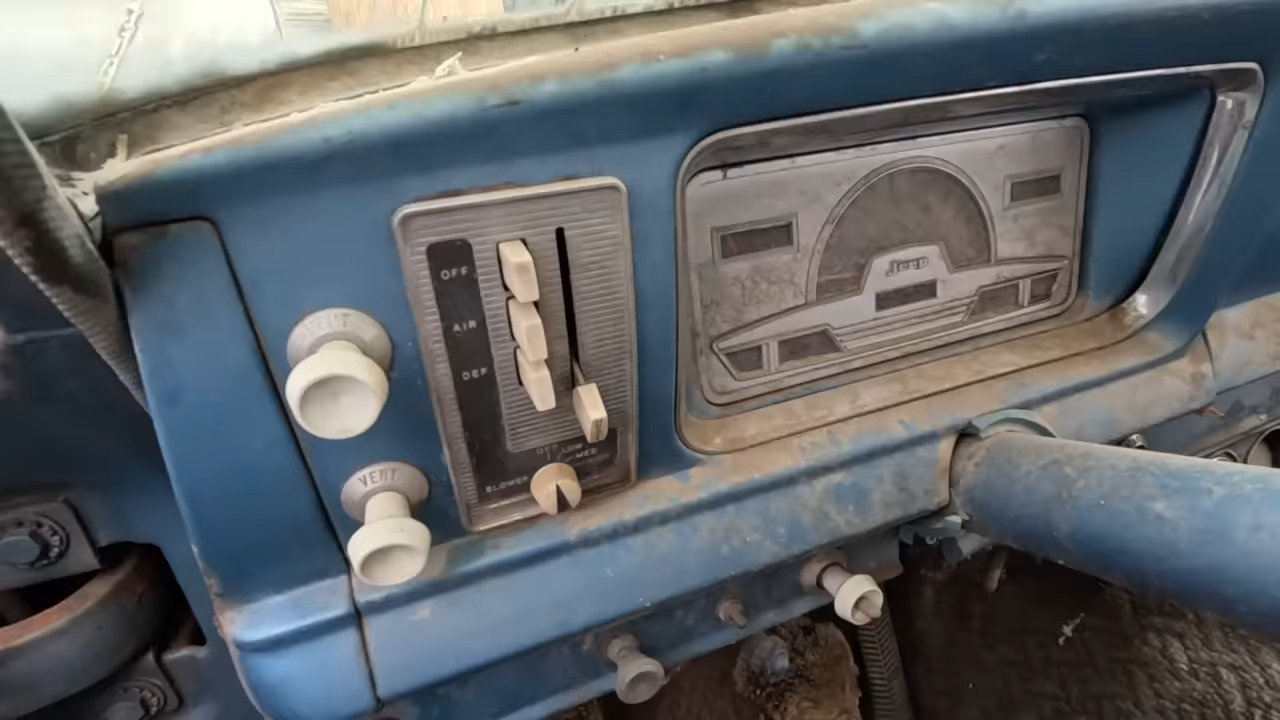 VENT
VENT
OFF
AIR
DEF
OFF LOW
MED
BLOWER
Jeep